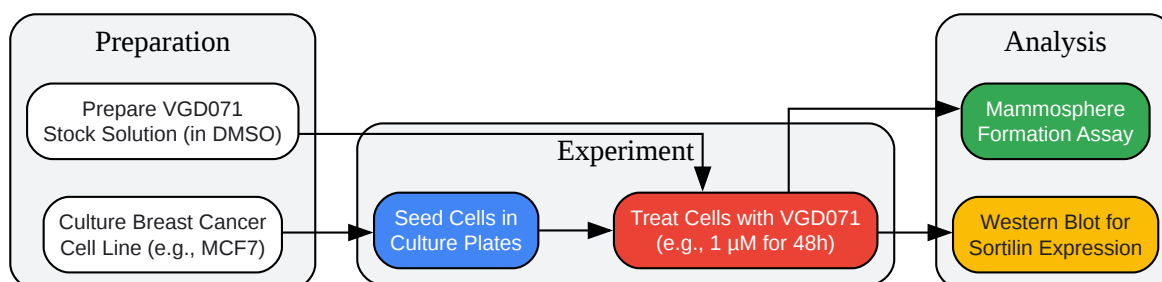 Preparation
Prepare VGD071
Stock Solution (in DMSO)
Culture Breast Cancer
Cell Line (e.g., MCF7)
Experiment
Seed Cells in
Culture Plates
Treat Cells with VGD071
(e.g., 1 µM for 48h)
Analysis
Mammosphere
Formation Assay
Western Blot for
Sortilin Expression